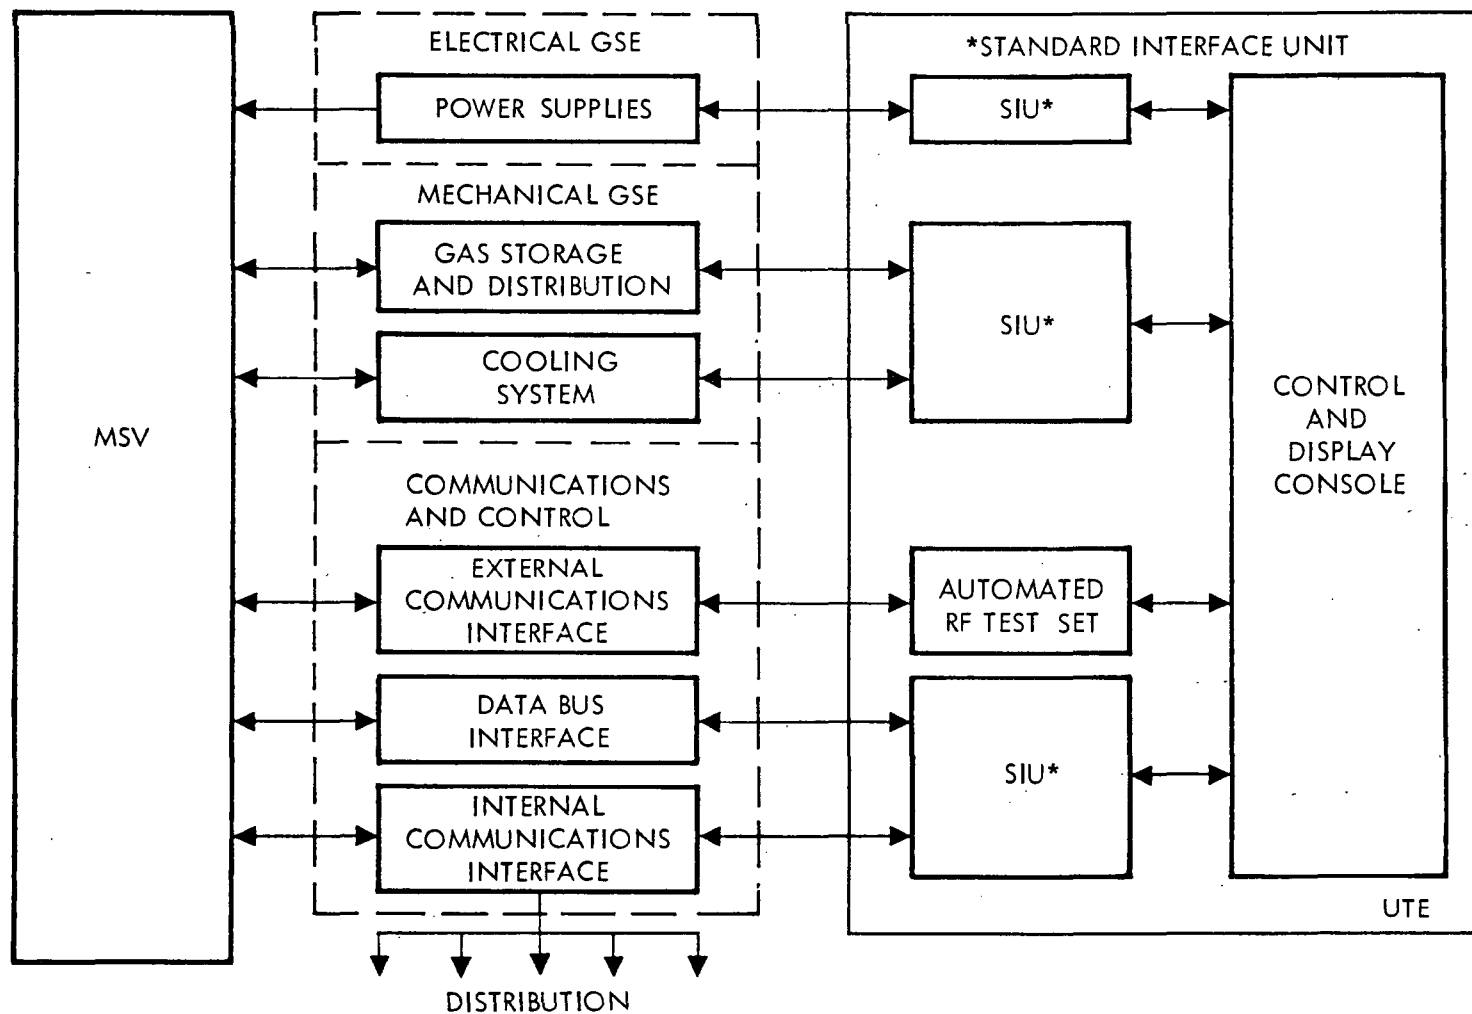 MSV
ELECTRICAL GSE
POWER SUPPLIES
MECHANICAL GSE
GAS STORAGE
AND DISTRIBUTION
COOLING
SYSTEM
COMMUNICATIONS
AND CONTROL
EXTERNAL
COMMUNICATIONS
INTERFACE
DATA BUS
INTERFACE
INTERNAL
COMMUNICATIONS
INTERFACE
DISTRIBUTION
*STANDARD INTERFACE UNIT
SIU*
SIU*
AUTOMATED
RF TEST SET
SIU*
CONTROL
AND
DISPLAY
CONSOLE
UTE